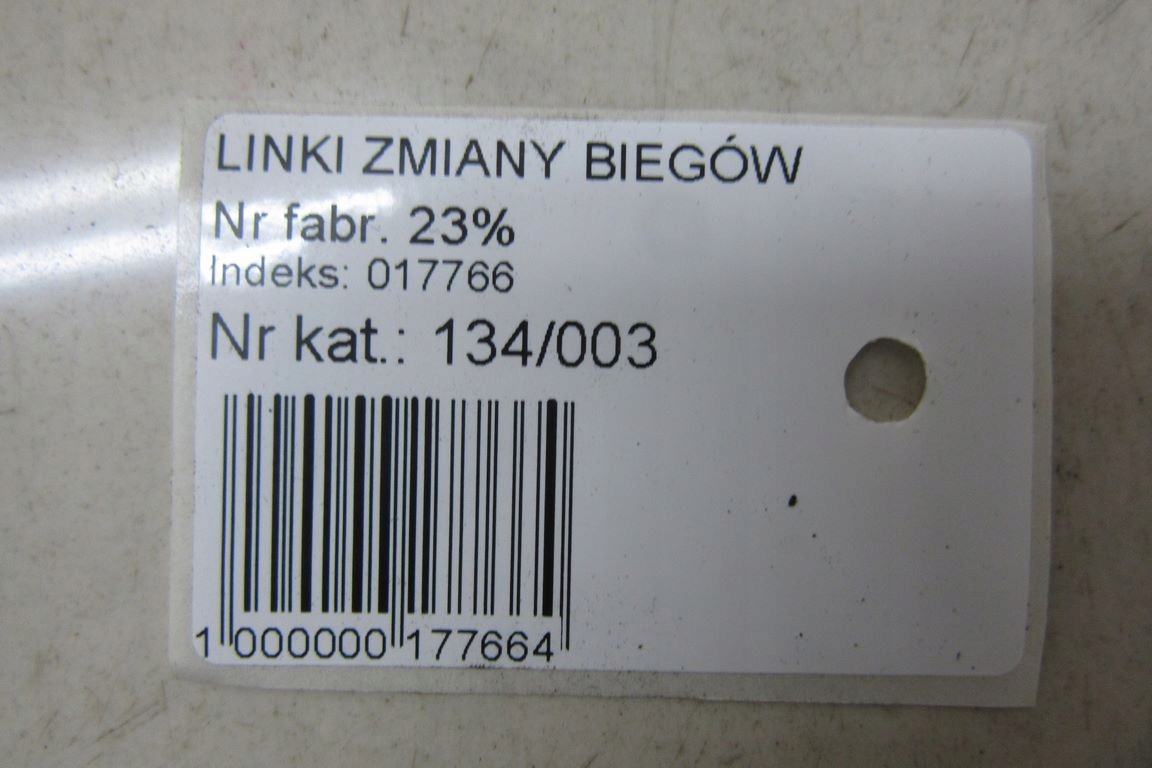 LINKI ZMIANY BIEGÓW
Nr fabr. 23%
Indeks: 017766
Nr kat.: 134/003
1 000000 177664